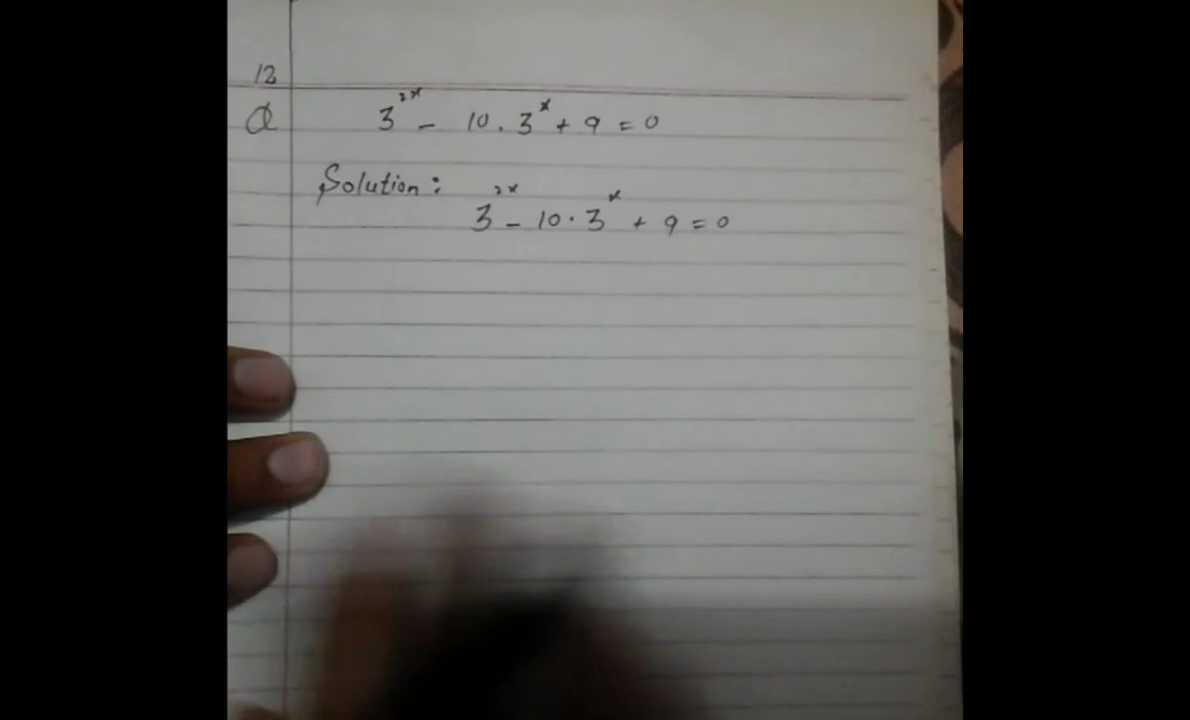 12
Q 3^{2x} - 10 . 3^x + 9 = 0
Solution :
3^{2x} - 10 · 3^x + 9 = 0